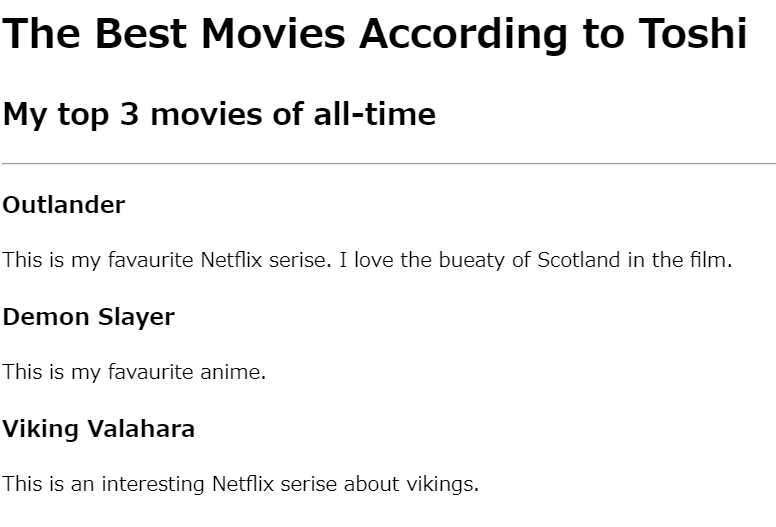 The Best Movies According to Toshi
My top 3 movies of all-time
Outlander
This is my favaurite Netflix serise. I love the bueaty of Scotland in the film.
Demon Slayer
This is my favaurite anime.
Viking Valahara
This is an interesting Netflix serise about vikings.